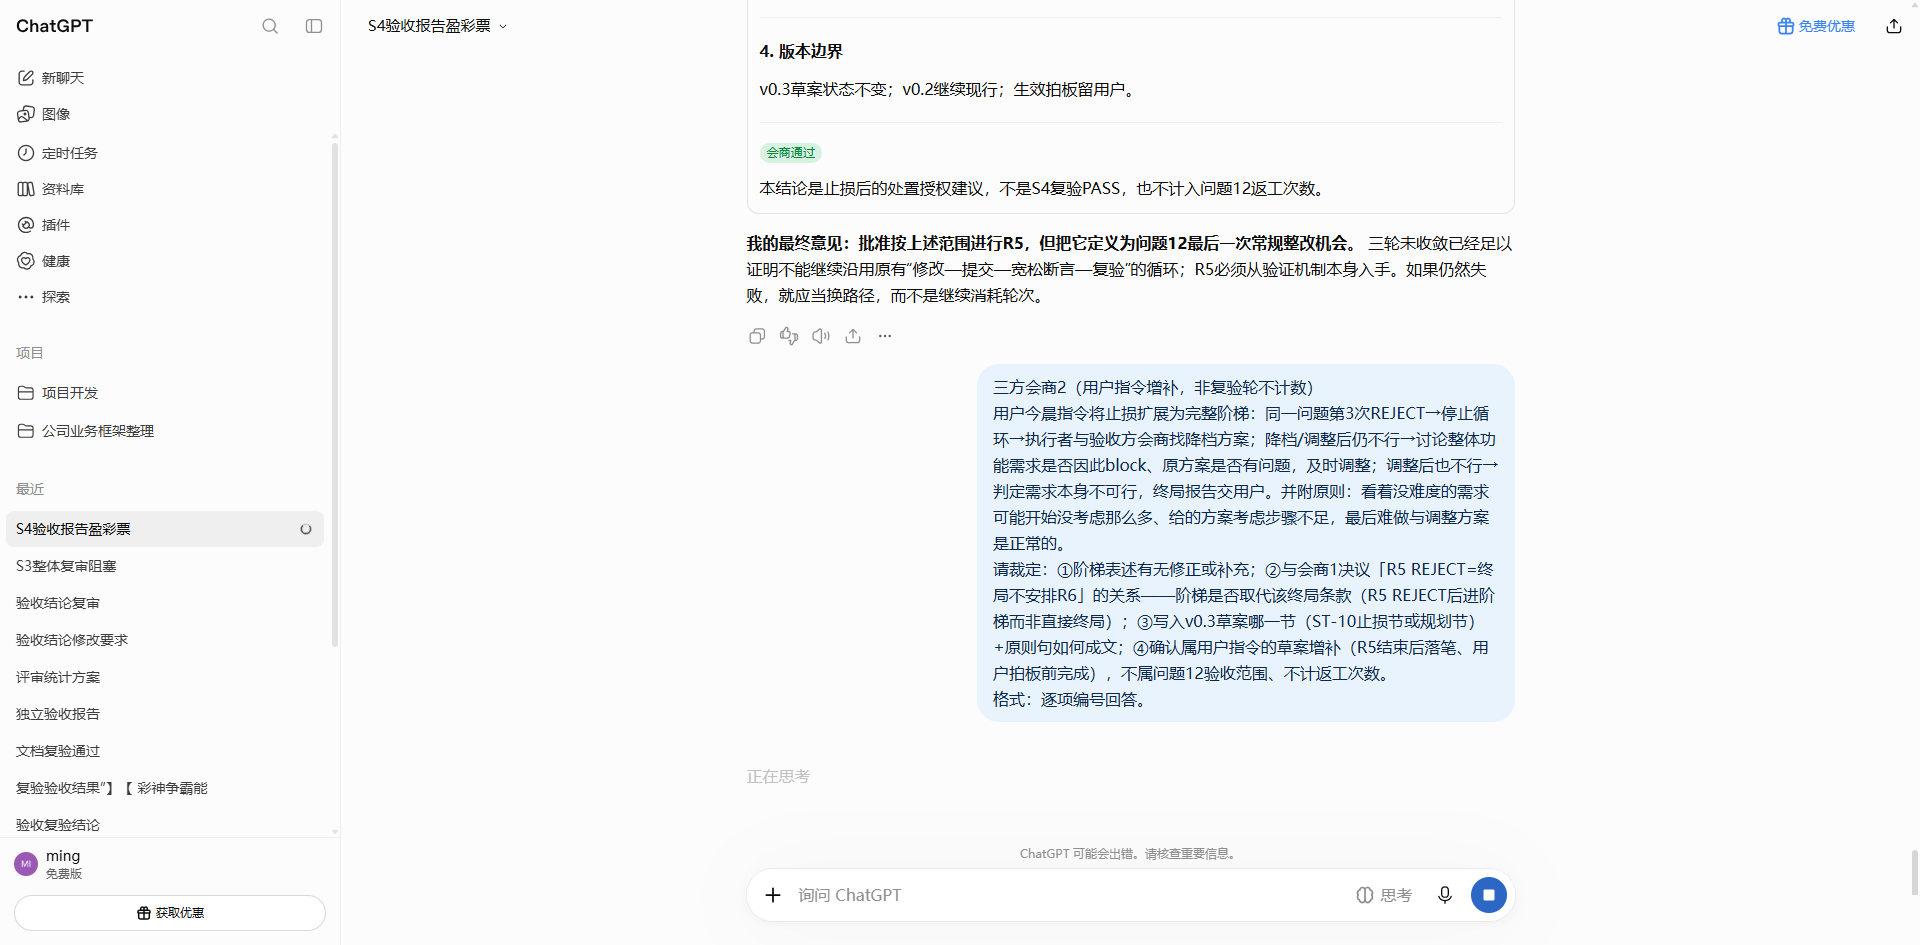 ChatGPT
新聊天
图像
定时任务
资料库
插件
健康
探索
项目
项目开发
公司业务框架整理
最近
S4验收报告盈彩票
S3整体复审阻塞
验收结论复审
验收结论修改要求
评审统计方案
独立验收报告
文档复验通过
复验验收结果”】【 彩神争霸能
验收复验结论
MI
ming
免费版
获取优惠
S4验收报告盈彩票
免费优惠
4. 版本边界
v0.3草案状态不变；v0.2继续现行；生效拍板留用户。
会商通过
本结论是止损后的处置授权建议，不是S4复验PASS，也不计入问题12返工次数。
我的最终意见：批准按上述范围进行R5，但把它定义为问题12最后一次常规整改机会。 三轮未收敛已经足以
证明不能继续沿用原有“修改—提交—宽松断言—复验”的循环；R5必须从验证机制本身入手。如果仍然失
败，就应当换路径，而不是继续消耗轮次。
三方会商2（用户指令增补，非复验轮不计数）
用户今晨指令将止损扩展为完整阶梯：同一问题第3次REJECT→停止循
环→执行者与验收方会商找降档方案；降档/调整后仍不行→讨论整体功
能需求是否因此block、原方案是否有问题，及时调整；调整后也不行→
判定需求本身不可行，终局报告交用户。并附原则：看着没难度的需求
可能开始没考虑那么多、给的方案考虑步骤不足，最后难做与调整方案
是正常的。
请裁定：①阶梯表述有无修正或补充；②与会商1决议「R5 REJECT=终
局不安排R6」的关系——阶梯是否取代该终局条款（R5 REJECT后进阶
梯而非直接终局）；③写入v0.3草案哪一节（ST-10止损节或规划节）
+原则句如何成文；④确认属用户指令的草案增补（R5结束后落笔、用
户拍板前完成），不属问题12验收范围、不计返工次数。
格式：逐项编号回答。
正在思考
ChatGPT 可能会出错。请核查重要信息。
询问 ChatGPT
思考